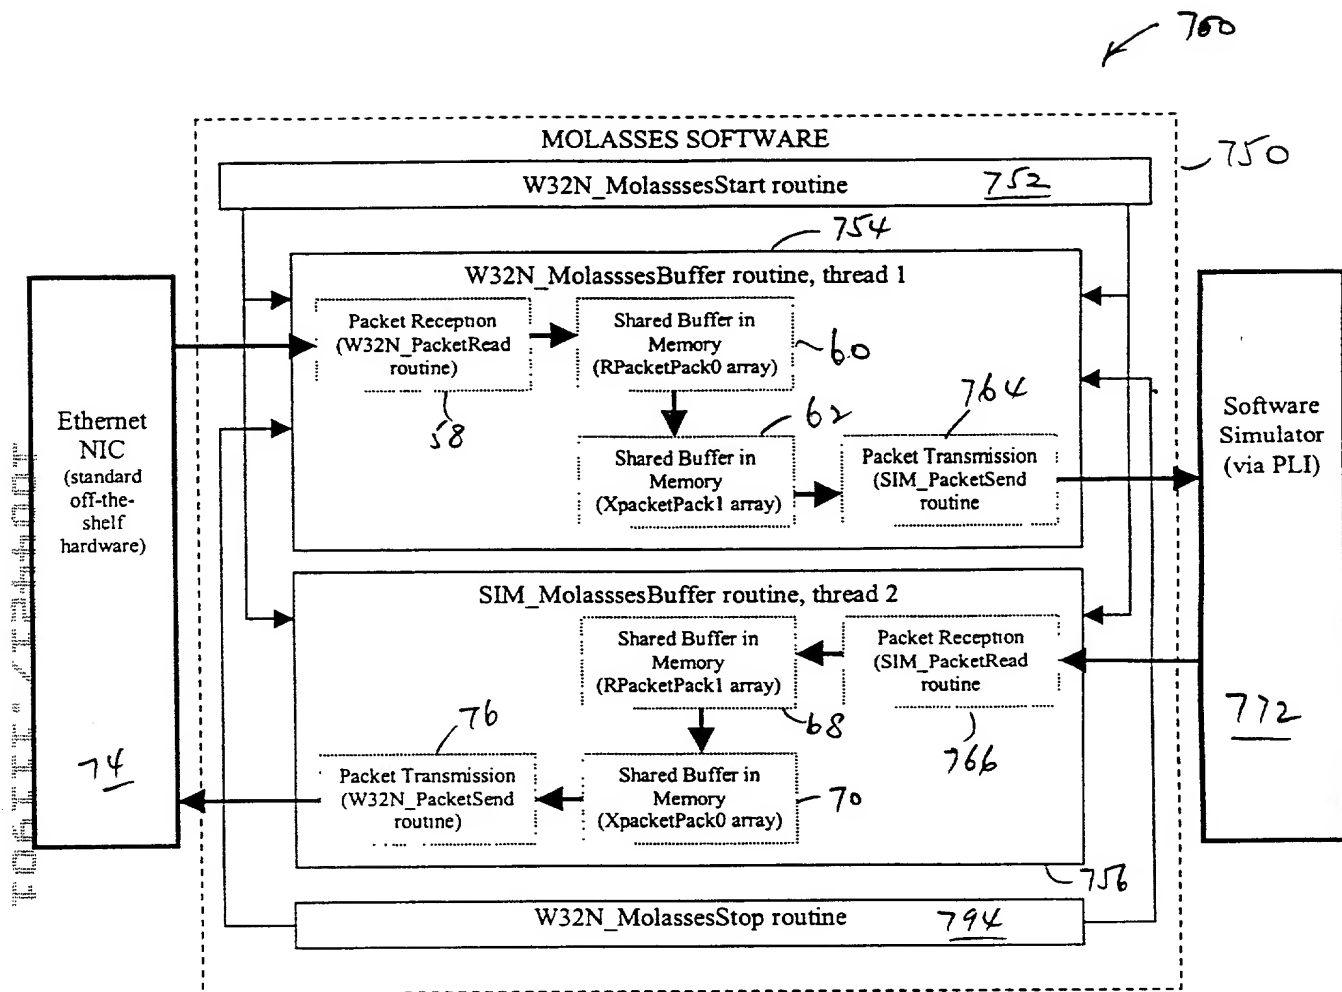 700
MOLASSES SOFTWARE
750
W32N_MolasssesStart routine 752
754
W32N_MolasssesBuffer routine, thread 1
Packet Reception
(W32N_PacketRead
routine)
58
Shared Buffer in
Memory
(RPacketPack0 array)
60
62
Shared Buffer in
Memory
(XpacketPack1 array)
764
Packet Transmission
(SIM_PacketSend
routine
Ethernet
NIC
(standard
off-the-
shelf
hardware)
74
Software
Simulator
(via PLI)
772
SIM_MolasssesBuffer routine, thread 2
Shared Buffer in
Memory
(RPacketPack1 array)
68
Packet Reception
(SIM_PacketRead
routine
766
76
Packet Transmission
(W32N_PacketSend
routine)
Shared Buffer in
Memory
(XpacketPack0 array)
70
756
W32N_MolassesStop routine 794